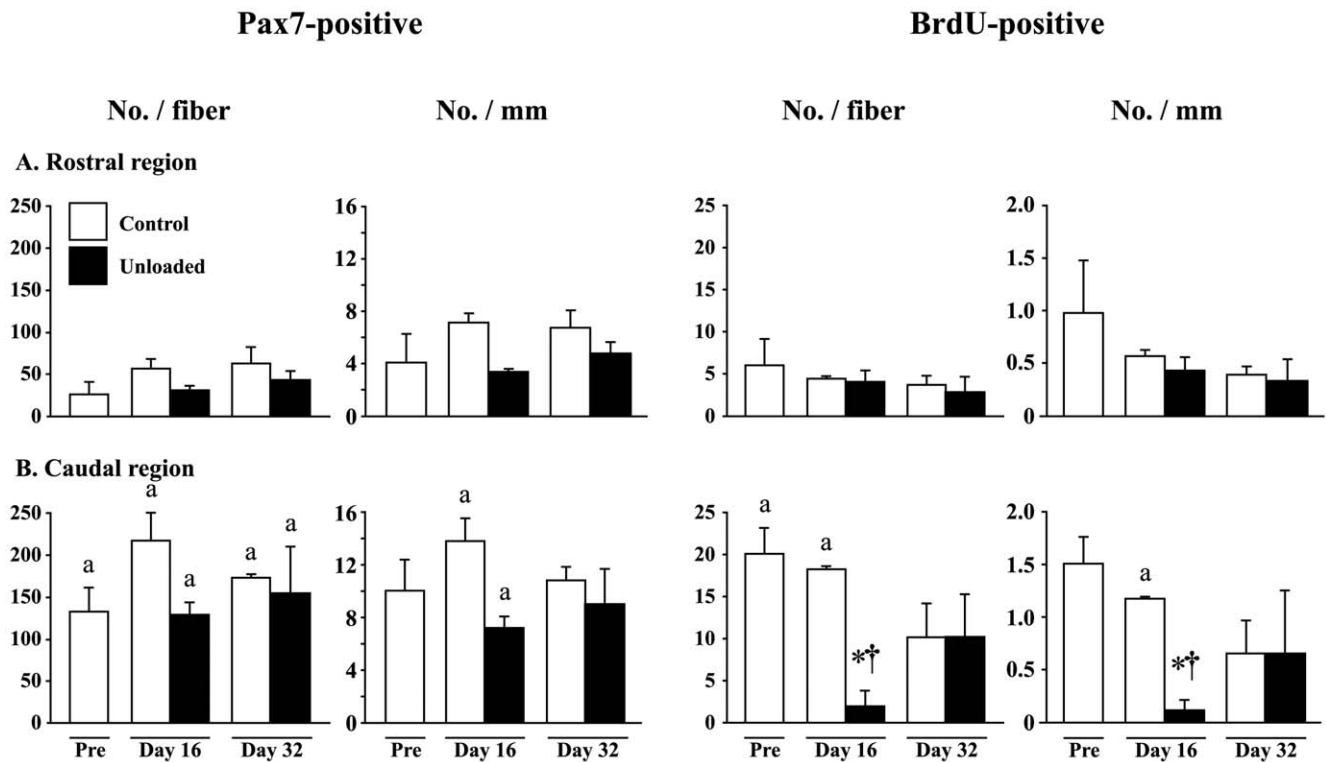 Pax7-positive BrdU-positive
No. / fiber No. / mm No. / fiber No. / mm
A. Rostral region
250
200
150
100
50
0
Control
Unloaded
16
12
8
4
0
25
20
15
10
5
0
2.0
1.5
1.0
0.5
0
B. Caudal region
250
200
150
100
50
0
a
a
a
a
a
16
12
8
4
0
a
a
25
20
15
10
5
0
a
a
*†
2.0
1.5
1.0
0.5
0
a
*†
Pre Day 16 Day 32 Pre Day 16 Day 32 Pre Day 16 Day 32 Pre Day 16 Day 32